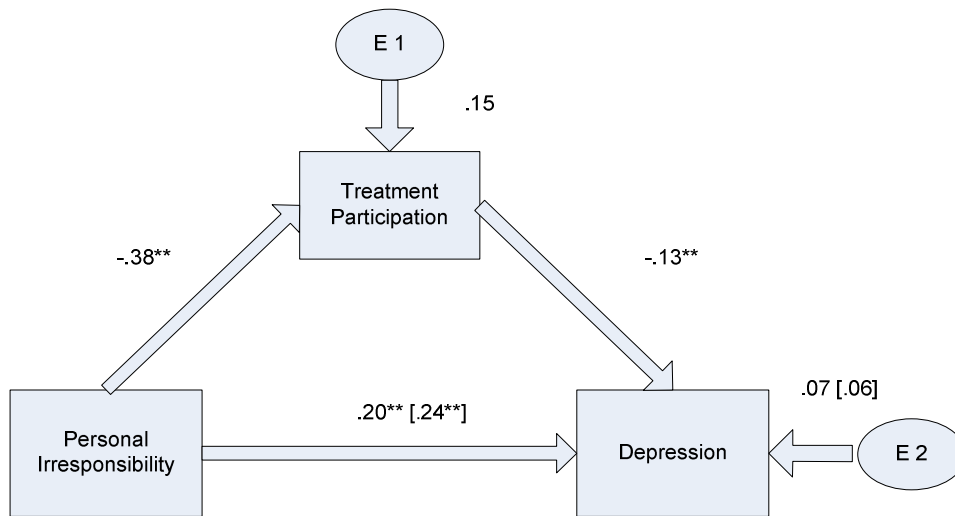 E 1
.15
Treatment
Participation
-.38**
-.13**
.20** [.24**]
.07 [.06]
Personal
Irresponsibility
Depression
E 2